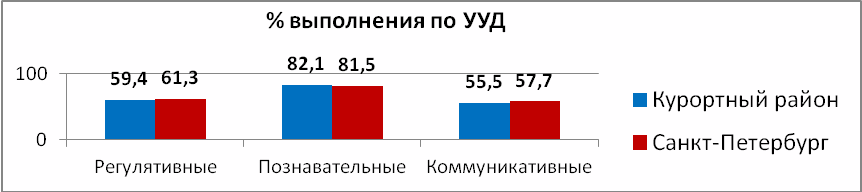 % выполнения по УУД
59,4 61,3 82,1 81,5 55,5 57,7
100
0
Регулятивные Познавательные Коммуникативные
Курортный район
Санкт-Петербург